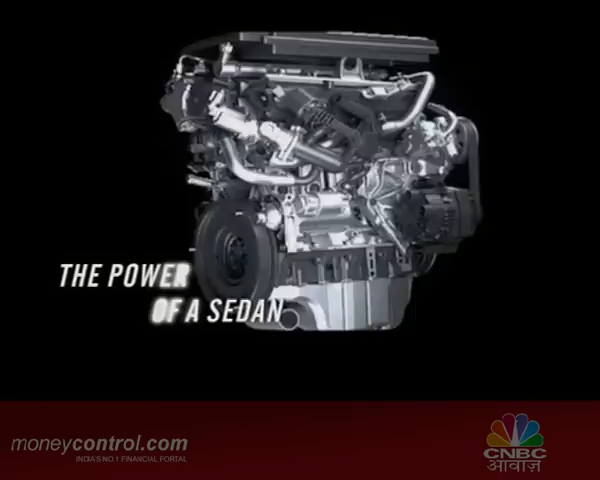 THE POWER
OF A SEDAN
moneycontrol.com
INDIA'S NO.1 FINANCIAL PORTAL
CNBC
आवाज़